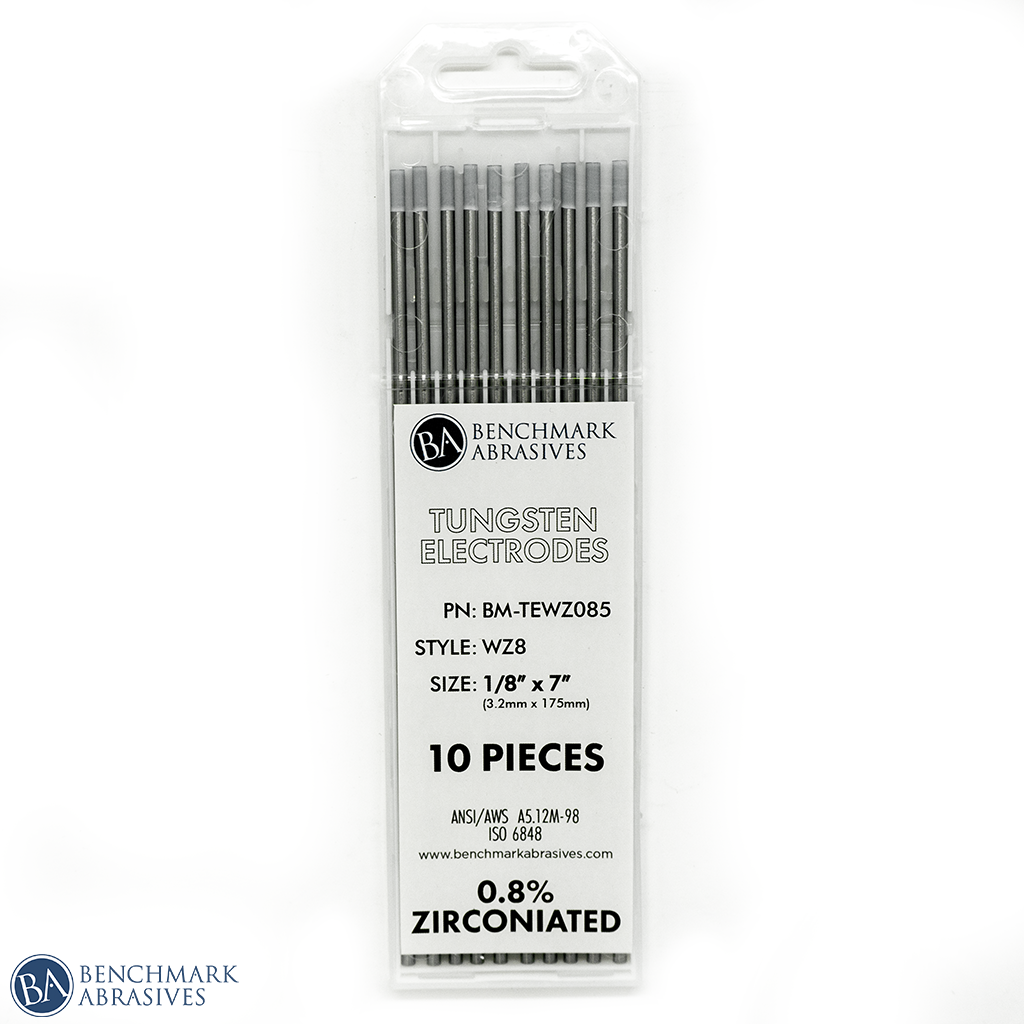 BA BENCHMARK
ABRASIVES
TUNGSTEN
ELECTRODES
PN: BM-TEWZ085
STYLE: WZ8
SIZE: 1/8" x 7"
(3.2mm x 175mm)
10 PIECES
ANSI/AWS A5.12M-98
ISO 6848
www.benchmarkabrasives.com
0.8%
ZIRCONIATED
BA BENCHMARK
ABRASIVES